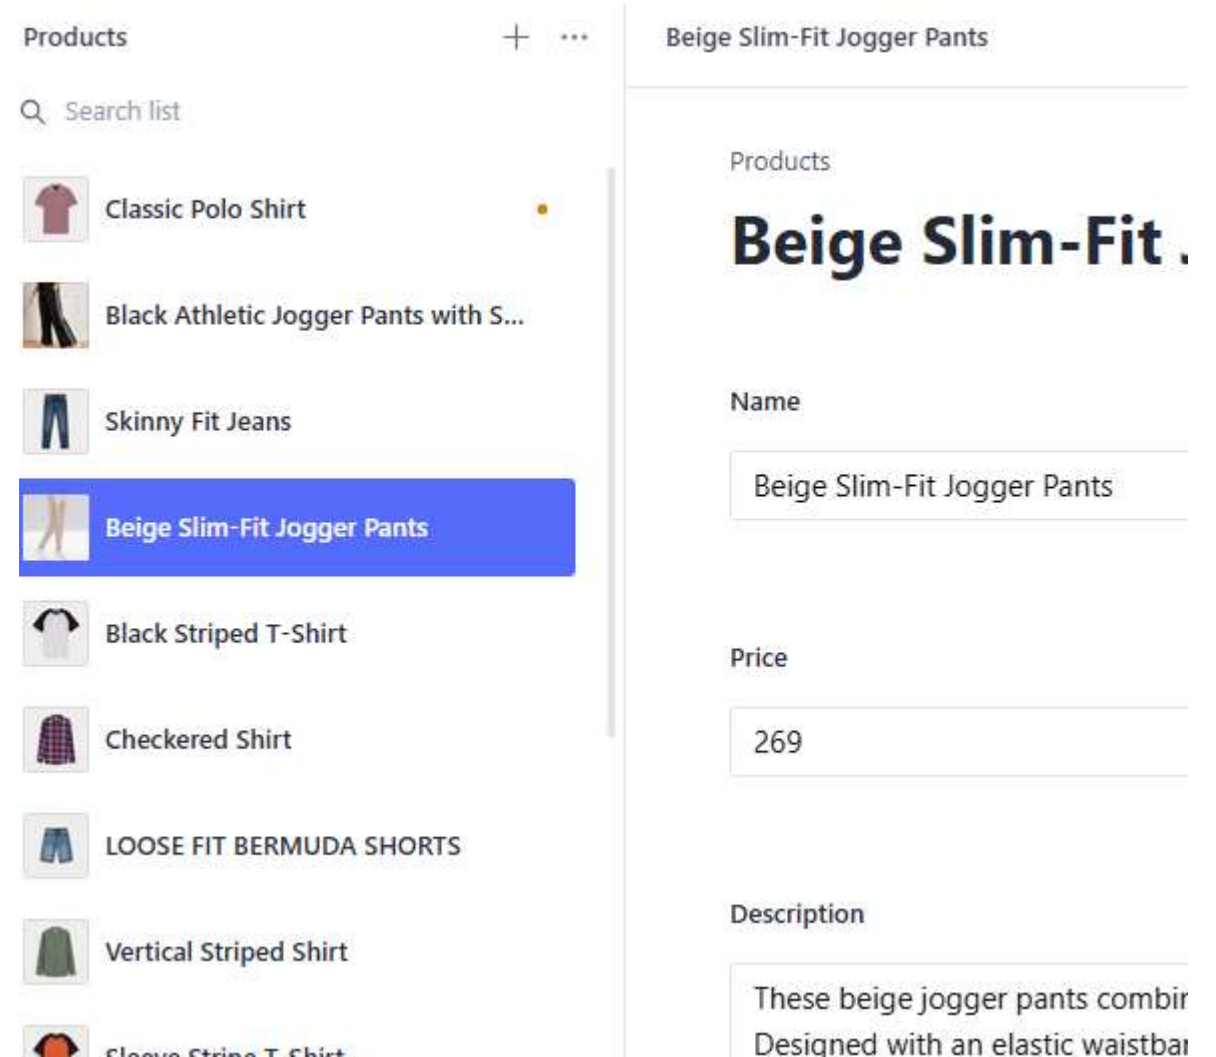 Products
Search list
Classic Polo Shirt
Black Athletic Jogger Pants with S...
Skinny Fit Jeans
Beige Slim-Fit Jogger Pants
Black Striped T-Shirt
Checkered Shirt
LOOSE FIT BERMUDA SHORTS
Vertical Striped Shirt
Sleeve Stripe T-Shirt
Beige Slim-Fit Jogger Pants
Products
Beige Slim-Fit
Name
Beige Slim-Fit Jogger Pants
Price
269
Description
These beige jogger pants
Designed with an elastic